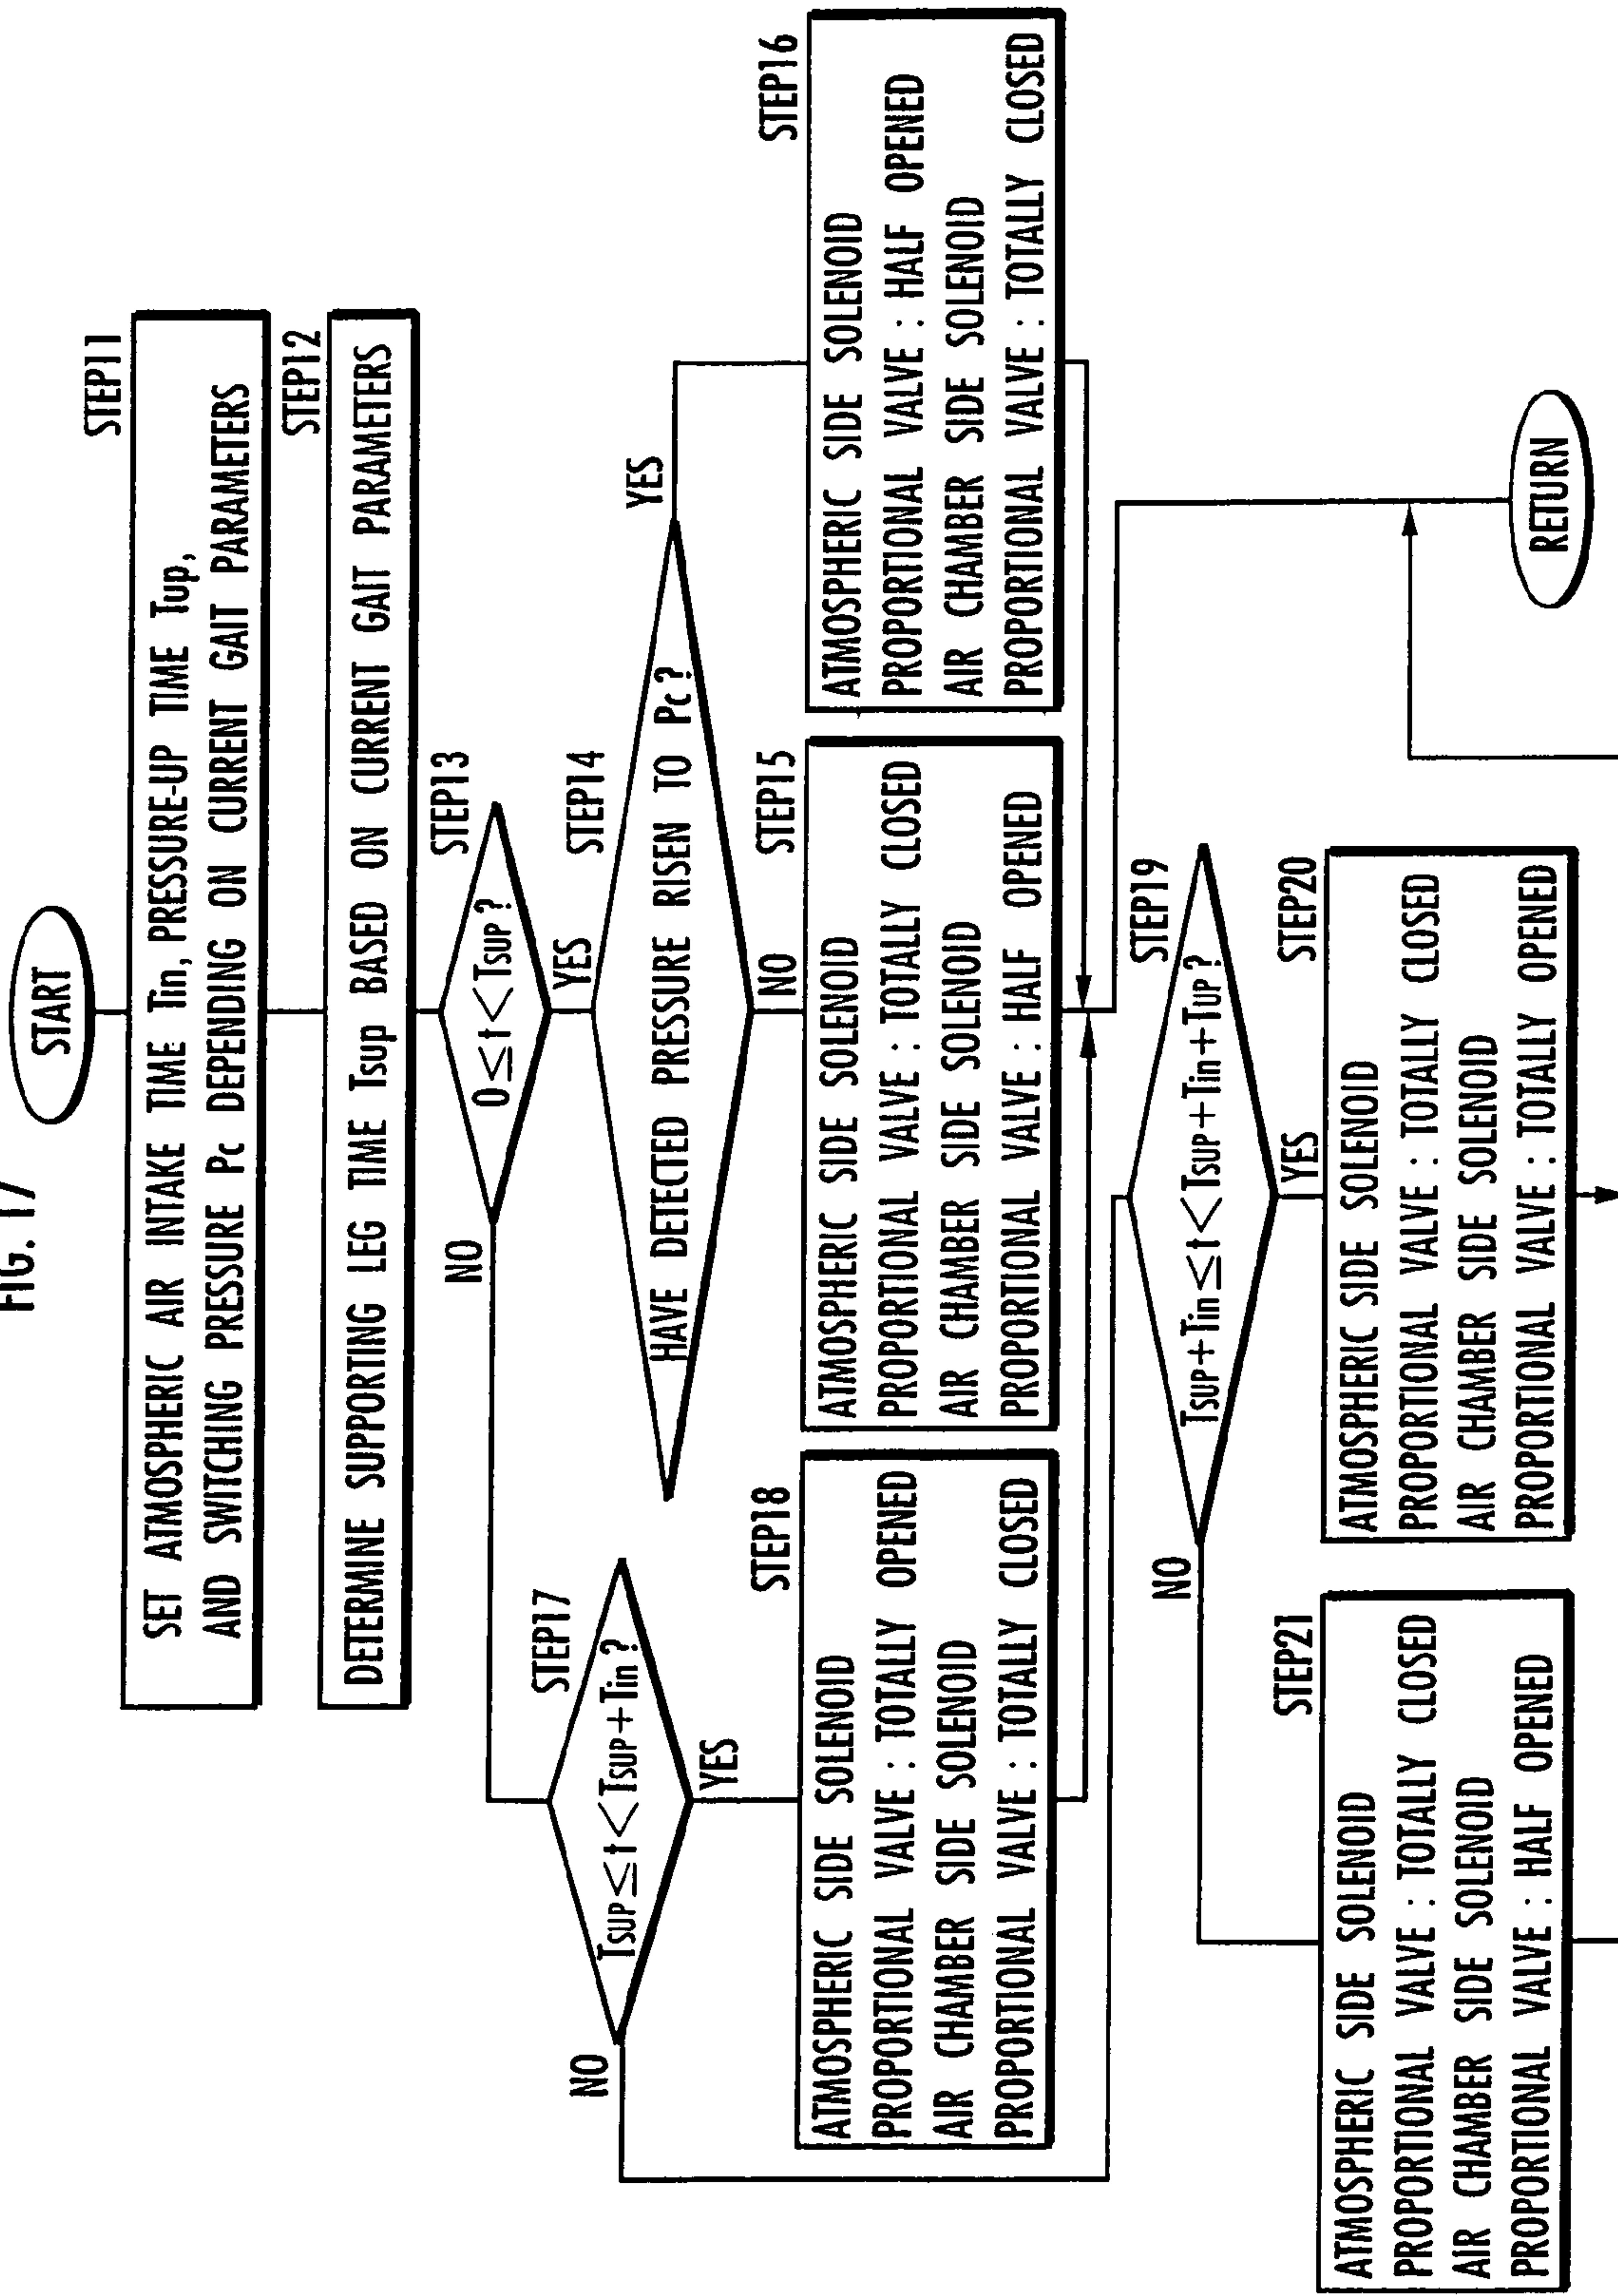 FIG. 17
START
STEP11
SET ATMOSPHERIC AIR INTAKE TIME Tin, PRESSURE-UP TIME Tup,
AND SWITCHING PRESSURE Pc DEPENDING ON CURRENT GAIT PARAMETERS
STEP12
DETERMINE SUPPORTING LEG TIME Tsup BASED ON CURRENT GAIT PARAMETERS
STEP13
0≤t<TSUP?
NO
YES
STEP14
HAVE DETECTED PRESSURE RISEN TO Pc?
YES
NO
STEP15
ATMOSPHERIC SIDE SOLENOID
PROPORTIONAL VALVE : TOTALLY CLOSED
AIR CHAMBER SIDE SOLENOID
PROPORTIONAL VALVE : HALF OPENED
STEP16
ATMOSPHERIC SIDE SOLENOID
PROPORTIONAL VALVE : HALF OPENED
AIR CHAMBER SIDE SOLENOID
PROPORTIONAL VALVE : TOTALLY CLOSED
STEP17
TSUP≤t<TSUP+Tin?
NO
YES
STEP18
ATMOSPHERIC SIDE SOLENOID
PROPORTIONAL VALVE : TOTALLY OPENED
AIR CHAMBER SIDE SOLENOID
PROPORTIONAL VALVE : TOTALLY CLOSED
STEP19
TSUP+Tin≤t<TSUP+Tin+TUP?
NO
YES
STEP20
ATMOSPHERIC SIDE SOLENOID
PROPORTIONAL VALVE : TOTALLY CLOSED
AIR CHAMBER SIDE SOLENOID
PROPORTIONAL VALVE : TOTALLY OPENED
STEP21
ATMOSPHERIC SIDE SOLENOID
PROPORTIONAL VALVE : TOTALLY CLOSED
AIR CHAMBER SIDE SOLENOID
PROPORTIONAL VALVE : HALF OPENED
RETURN